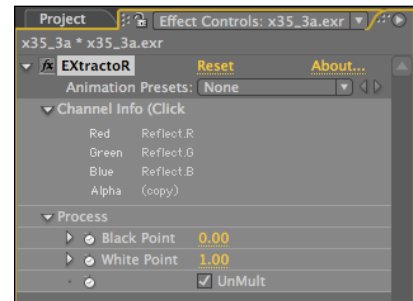 Project Effect Controls: x35_3a.exr
x35_3a * x35_3a.exr
fx EXtractoR Reset About...
Animation Presets: None
Channel Info (Click
Red Reflect.R
Green Reflect.G
Blue Reflect.B
Alpha (copy)
Process
Black Point 0.00
White Point 1.00
UnMult